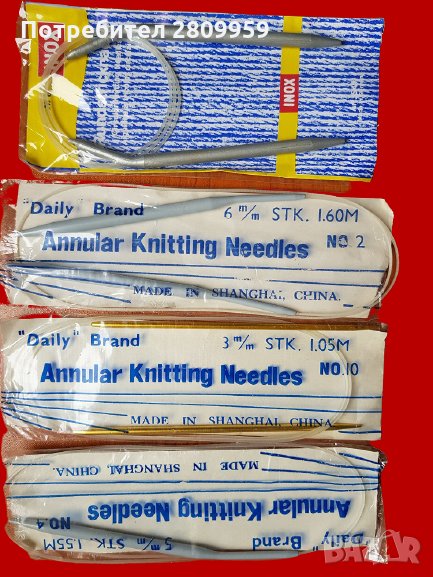 Потребител 2809959
INOX
INOX
"Daily" Brand 6 m/m STK. 1.60M
Annular Knitting Needles NO 2
MADE IN SHANGHAI, CHINA.
"Daily" Brand 3 m/m STK. 1.05M
Annular Knitting Needles NO.10
MADE IN SHANGHAI, CHINA
"Daily" Brand 5 m/m STK. 1.55M
Annular Knitting Needles NO.4
MADE IN SHANGHAI, CHINA.
bazar